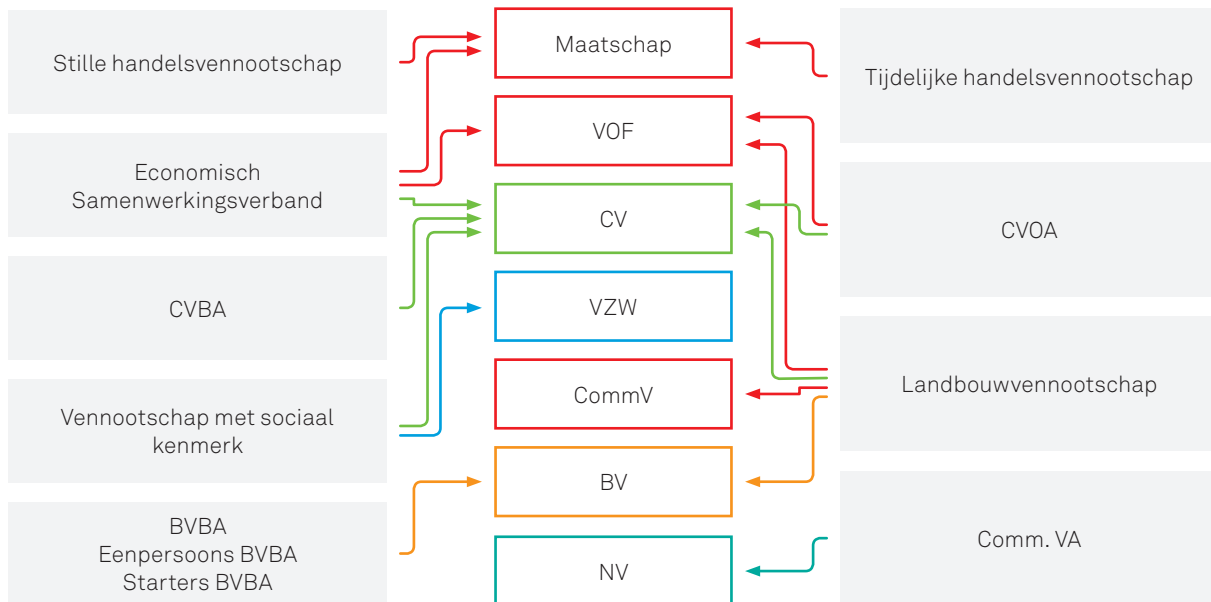 Stille handelsvennootschap
Economisch
Samenwerkingsverband
CVBA
Vennootschap met sociaal
kenmerk
BVBA
Eenpersoons BVBA
Starters BVBA
Maatschap
VOF
CV
VZW
CommV
BV
NV
Tijdelijke handelsvennootschap
CVOA
Landbouwvennootschap
Comm. VA